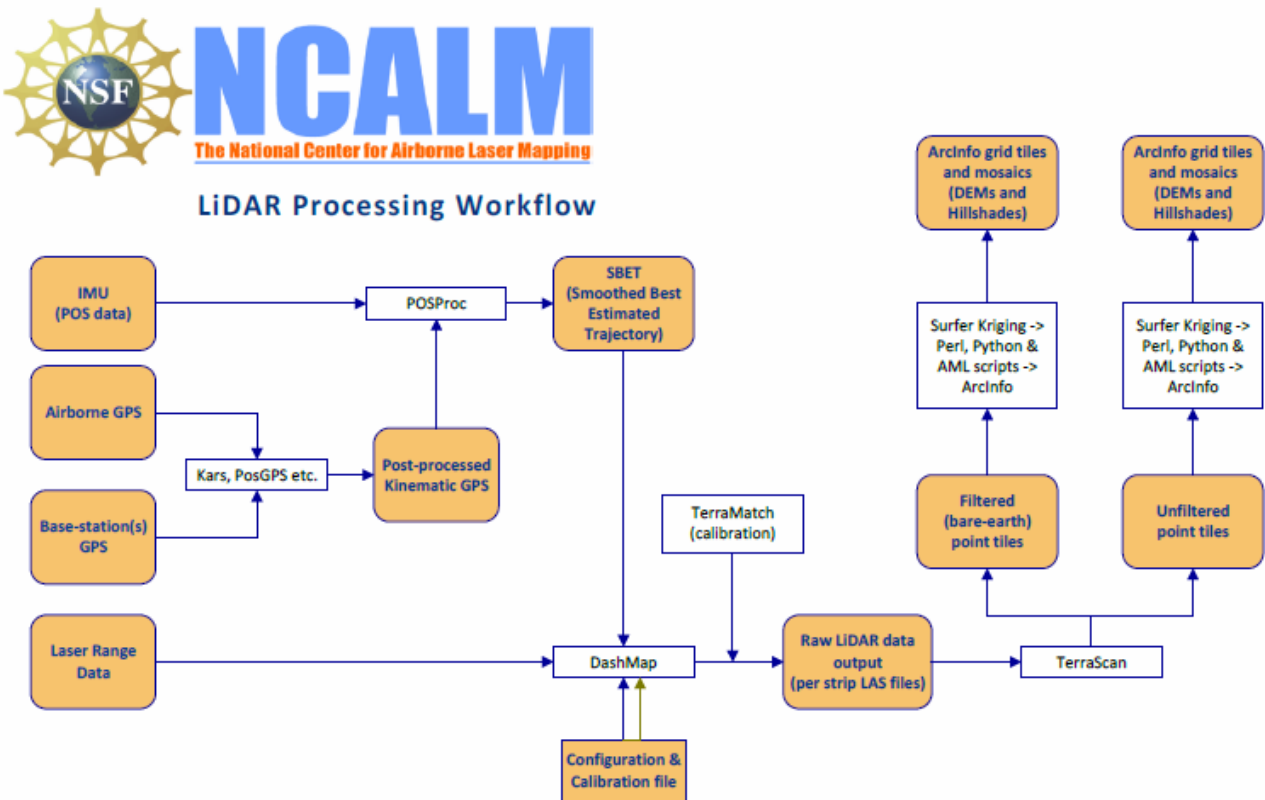 NSF
NCALM
The National Center for Airborne Laser Mapping
LiDAR Processing Workflow
ArcInfo grid tiles
and mosaics
(DEMs and
Hillshades)
ArcInfo grid tiles
and mosaics
(DEMs and
Hillshades)
IMU
(POS data)
POSProc
SBET
(Smoothed Best
Estimated
Trajectory)
Surfer Kriging ->
Perl, Python &
AML scripts ->
ArcInfo
Surfer Kriging ->
Perl, Python &
AML scripts ->
ArcInfo
Airborne GPS
Kars, PosGPS etc.
Post-processed
Kinematic GPS
Base-station(s)
GPS
TerraMatch
(calibration)
Filtered
(bare-earth)
point tiles
Unfiltered
point tiles
Laser Range
Data
DashMap
Raw LiDAR data
output
(per strip LAS files)
TerraScan
Configuration &
Calibration file